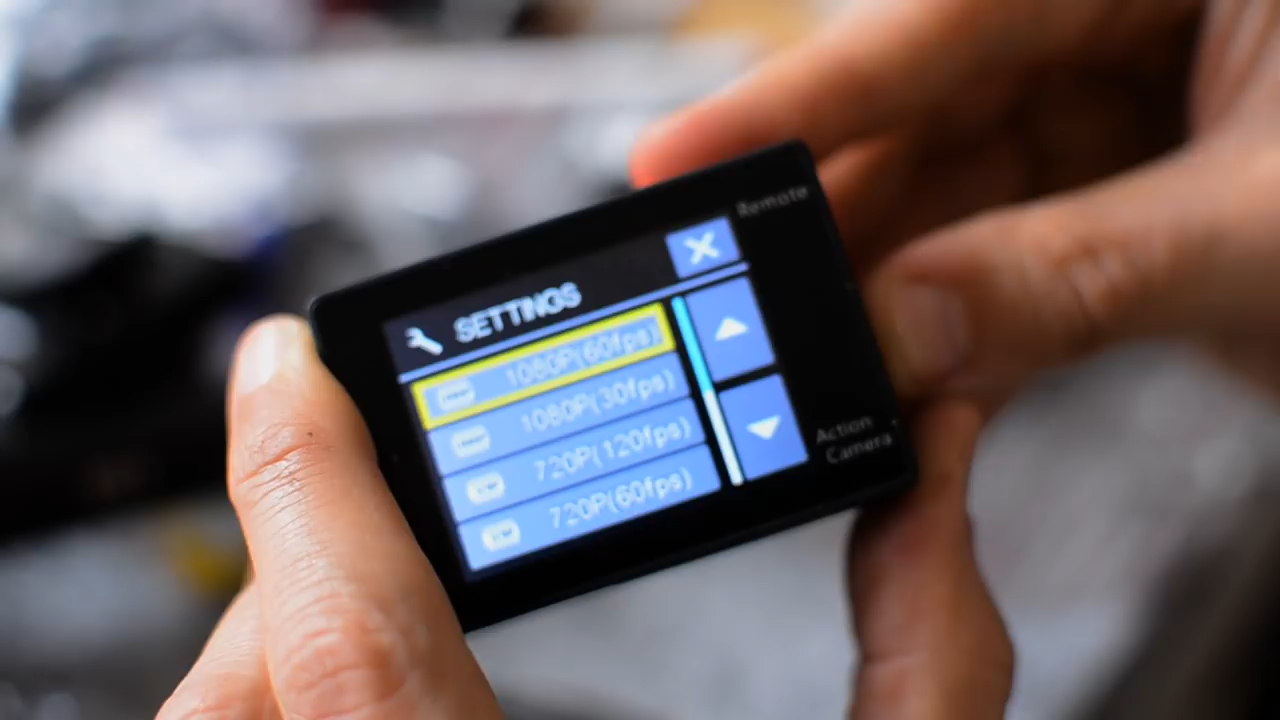 Remote
SETTINGS
1080P(60fps)
1080P(30fps)
720P(120fps)
720P(60fps)
Action
Camera